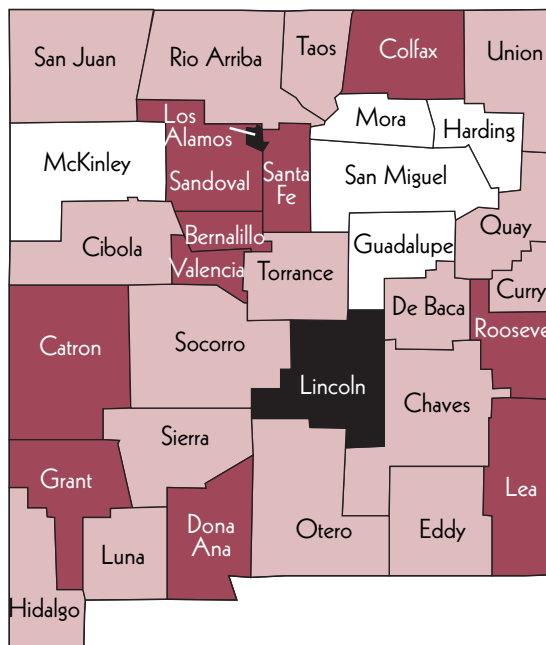 San Juan
Rio Arriba
Taos
Colfax
Union
Los
Alamos
Mora
Harding
McKinley
Sandoval
Santa
Fe
San Miguel
Quay
Cibola
Bernalillo
Guadalupe
Valencia
Torrance
Curry
De Baca
Rooseve
Catron
Socorro
Lincoln
Chaves
Sierra
Grant
Lea
Dona
Ana
Otero
Eddy
Luna
Hidalgo